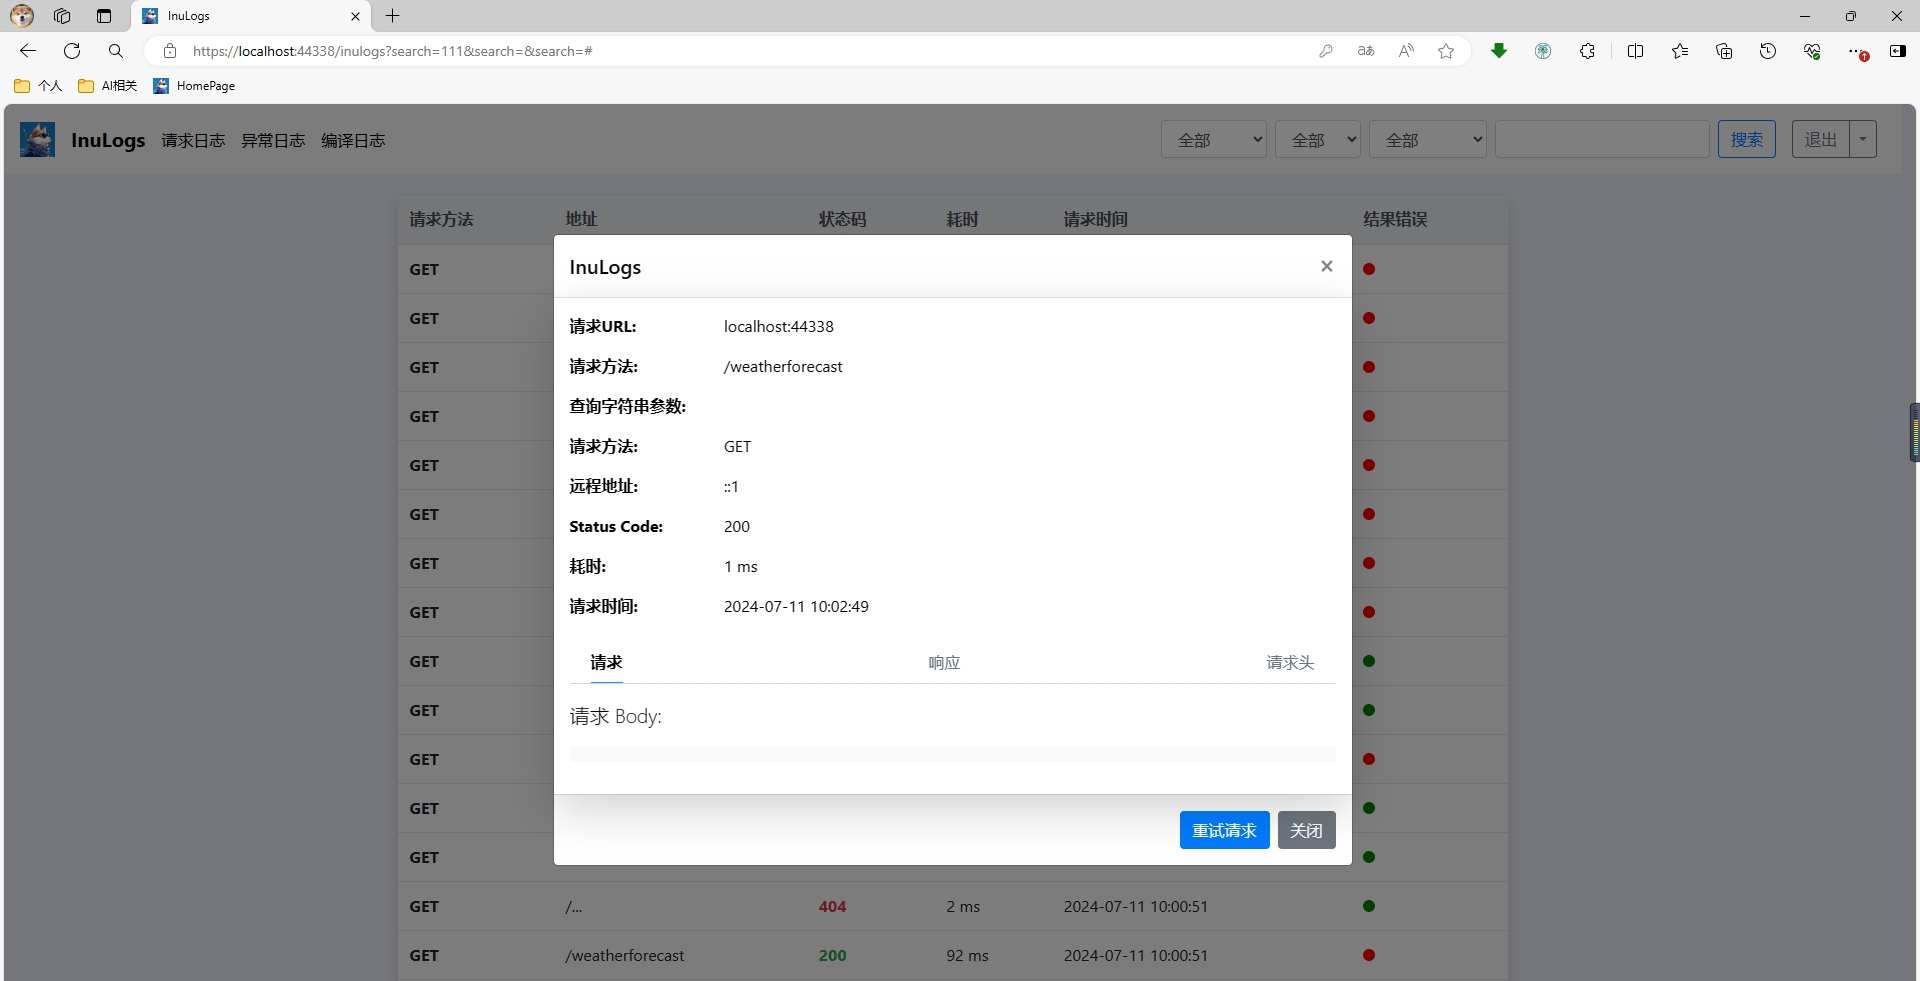 InuLogs
https://localhost:44338/inulogs?search=111&search=&search=#
个人
AI相关
HomePage
InuLogs 请求日志 异常日志 编译日志
全部 全部 全部 搜索 退出
请求方法 地址 状态码 耗时 请求时间 结果错误
GET
GET
GET
GET
GET
GET
GET
GET
GET
GET
GET
GET
GET
GET /... 404 2 ms 2024-07-11 10:00:51
GET /weatherforecast 200 92 ms 2024-07-11 10:00:51
InuLogs ×
请求URL: localhost:44338
请求方法: /weatherforecast
查询字符串参数:
请求方法: GET
远程地址: ::1
Status Code: 200
耗时: 1 ms
请求时间: 2024-07-11 10:02:49
请求 响应 请求头
请求 Body:
重试请求 关闭